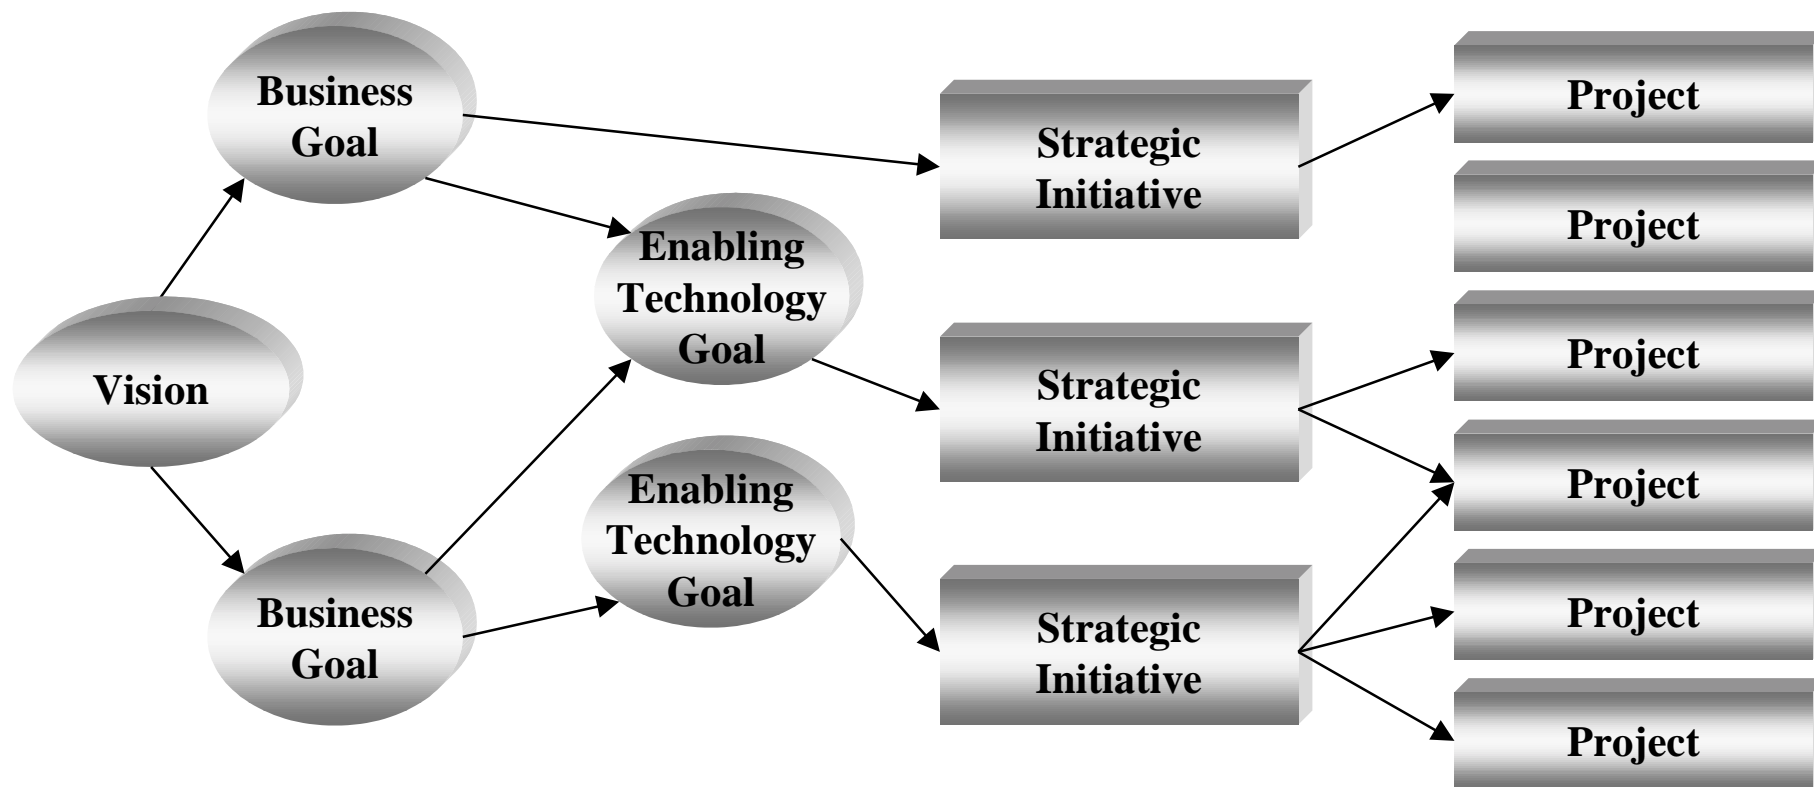 Vision
Business
Goal
Business
Goal
Enabling
Technology
Goal
Enabling
Technology
Goal
Strategic
Initiative
Strategic
Initiative
Strategic
Initiative
Project
Project
Project
Project
Project
Project